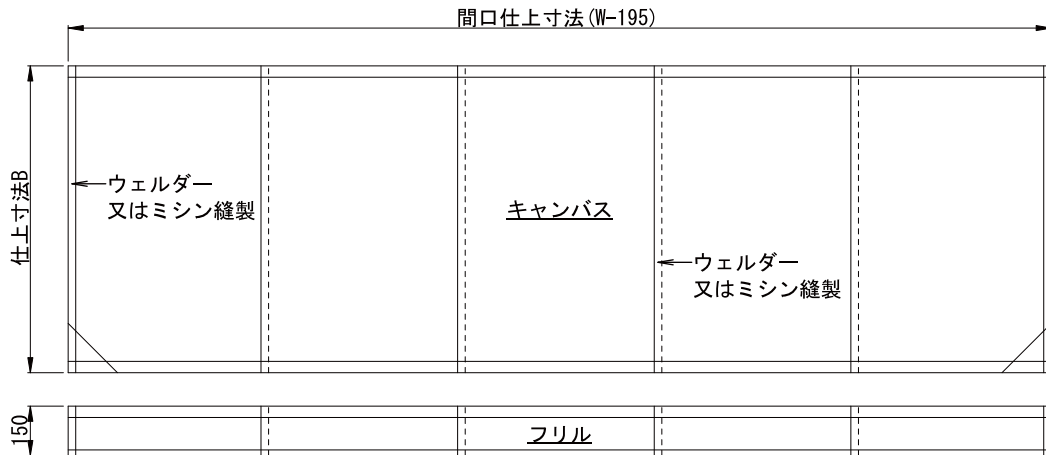 間口仕上寸法(W-195)
仕上寸法B
ウェルダー
又はミシン縫製
キャンバス
ウェルダー
又はミシン縫製
150
フリル